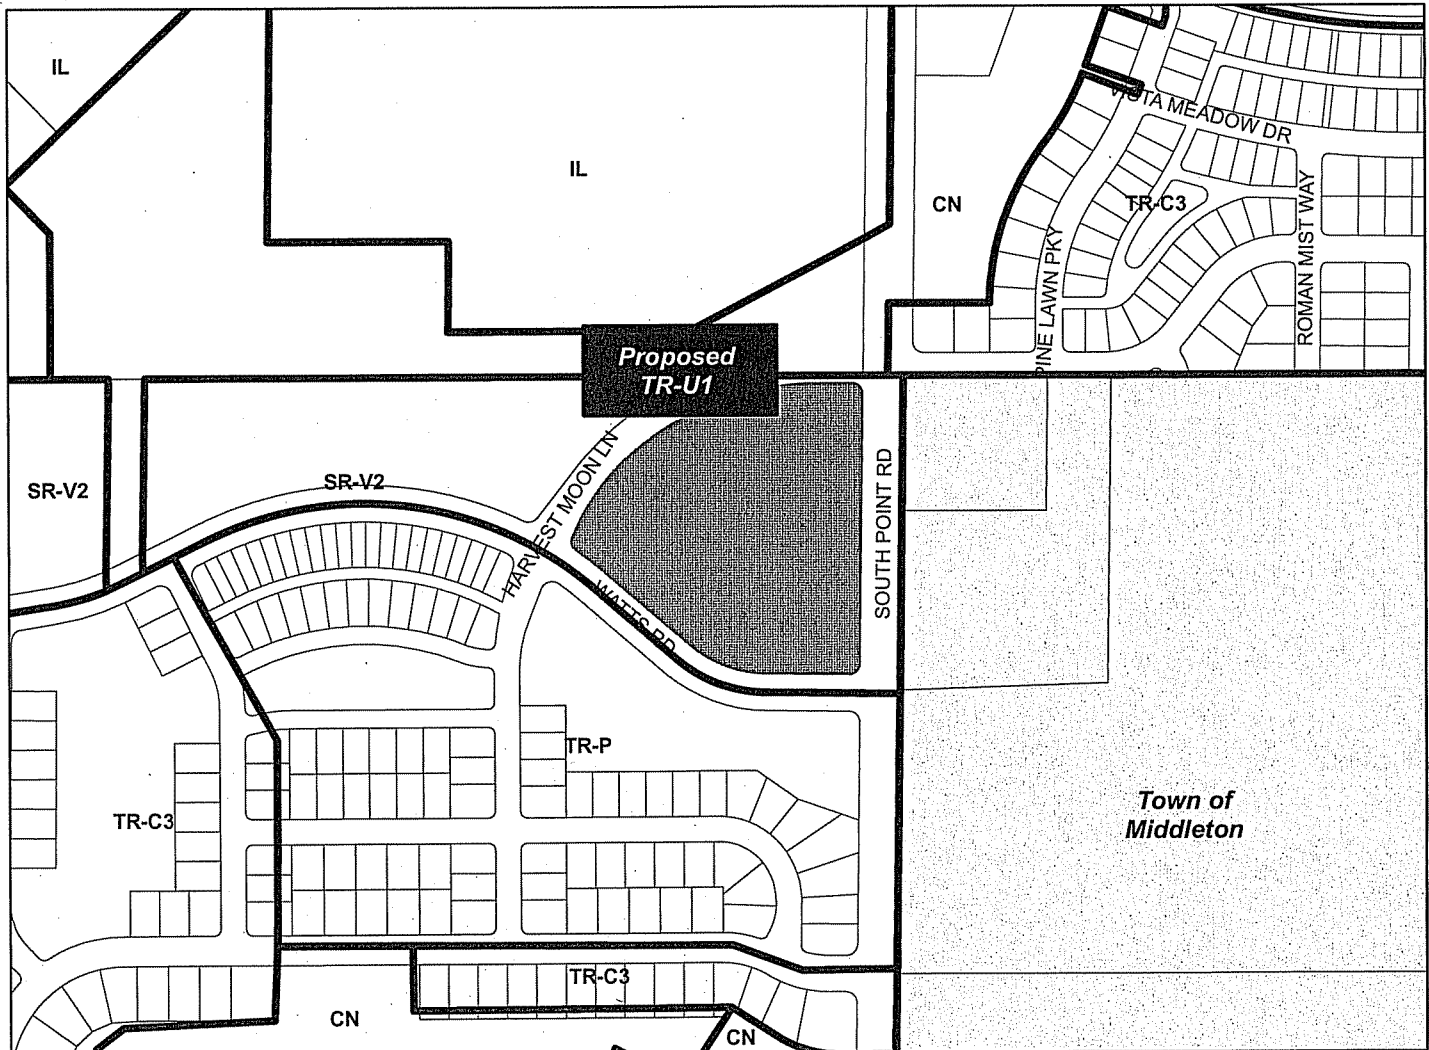 IL
IL
VISTA MEADOW DR
CN
TR-C3
ROMAN MIST WAY
PINE LAWN PKY
Proposed
TR-U1
SR-V2
SR-V2
HARVEST MOON LN
SOUTH POINT RD
WATTS RD
TR-P
TR-C3
Town of
Middleton
TR-C3
CN
CN